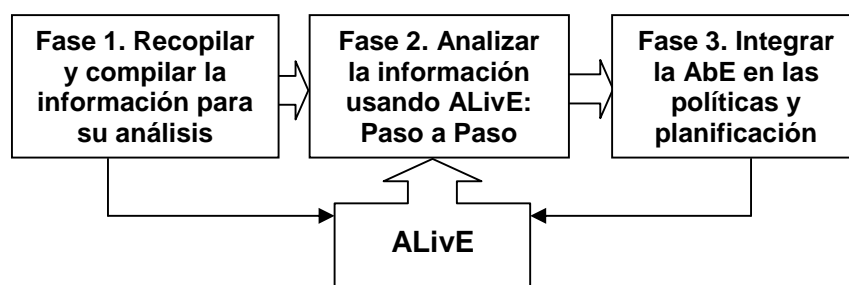 Fase 1. Recopilar
y compilar la
información para
su análisis
Fase 2. Analizar
la información
usando ALivE:
Paso a Paso
Fase 3. Integrar
la AbE en las
políticas y
planificación
ALivE